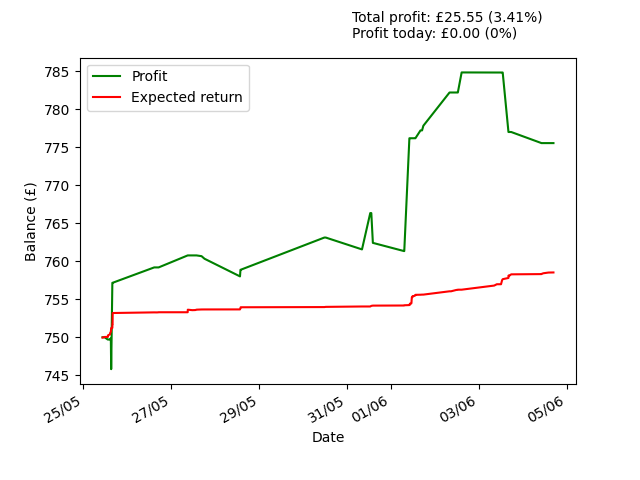 Total profit: £25.55 (3.41%)
Profit today: £0.00 (0%)
Profit
Expected return
785
780
775
770
765
760
755
750
745
Balance (£)
25/05
27/05
29/05
31/05
01/06
03/06
05/06
Date